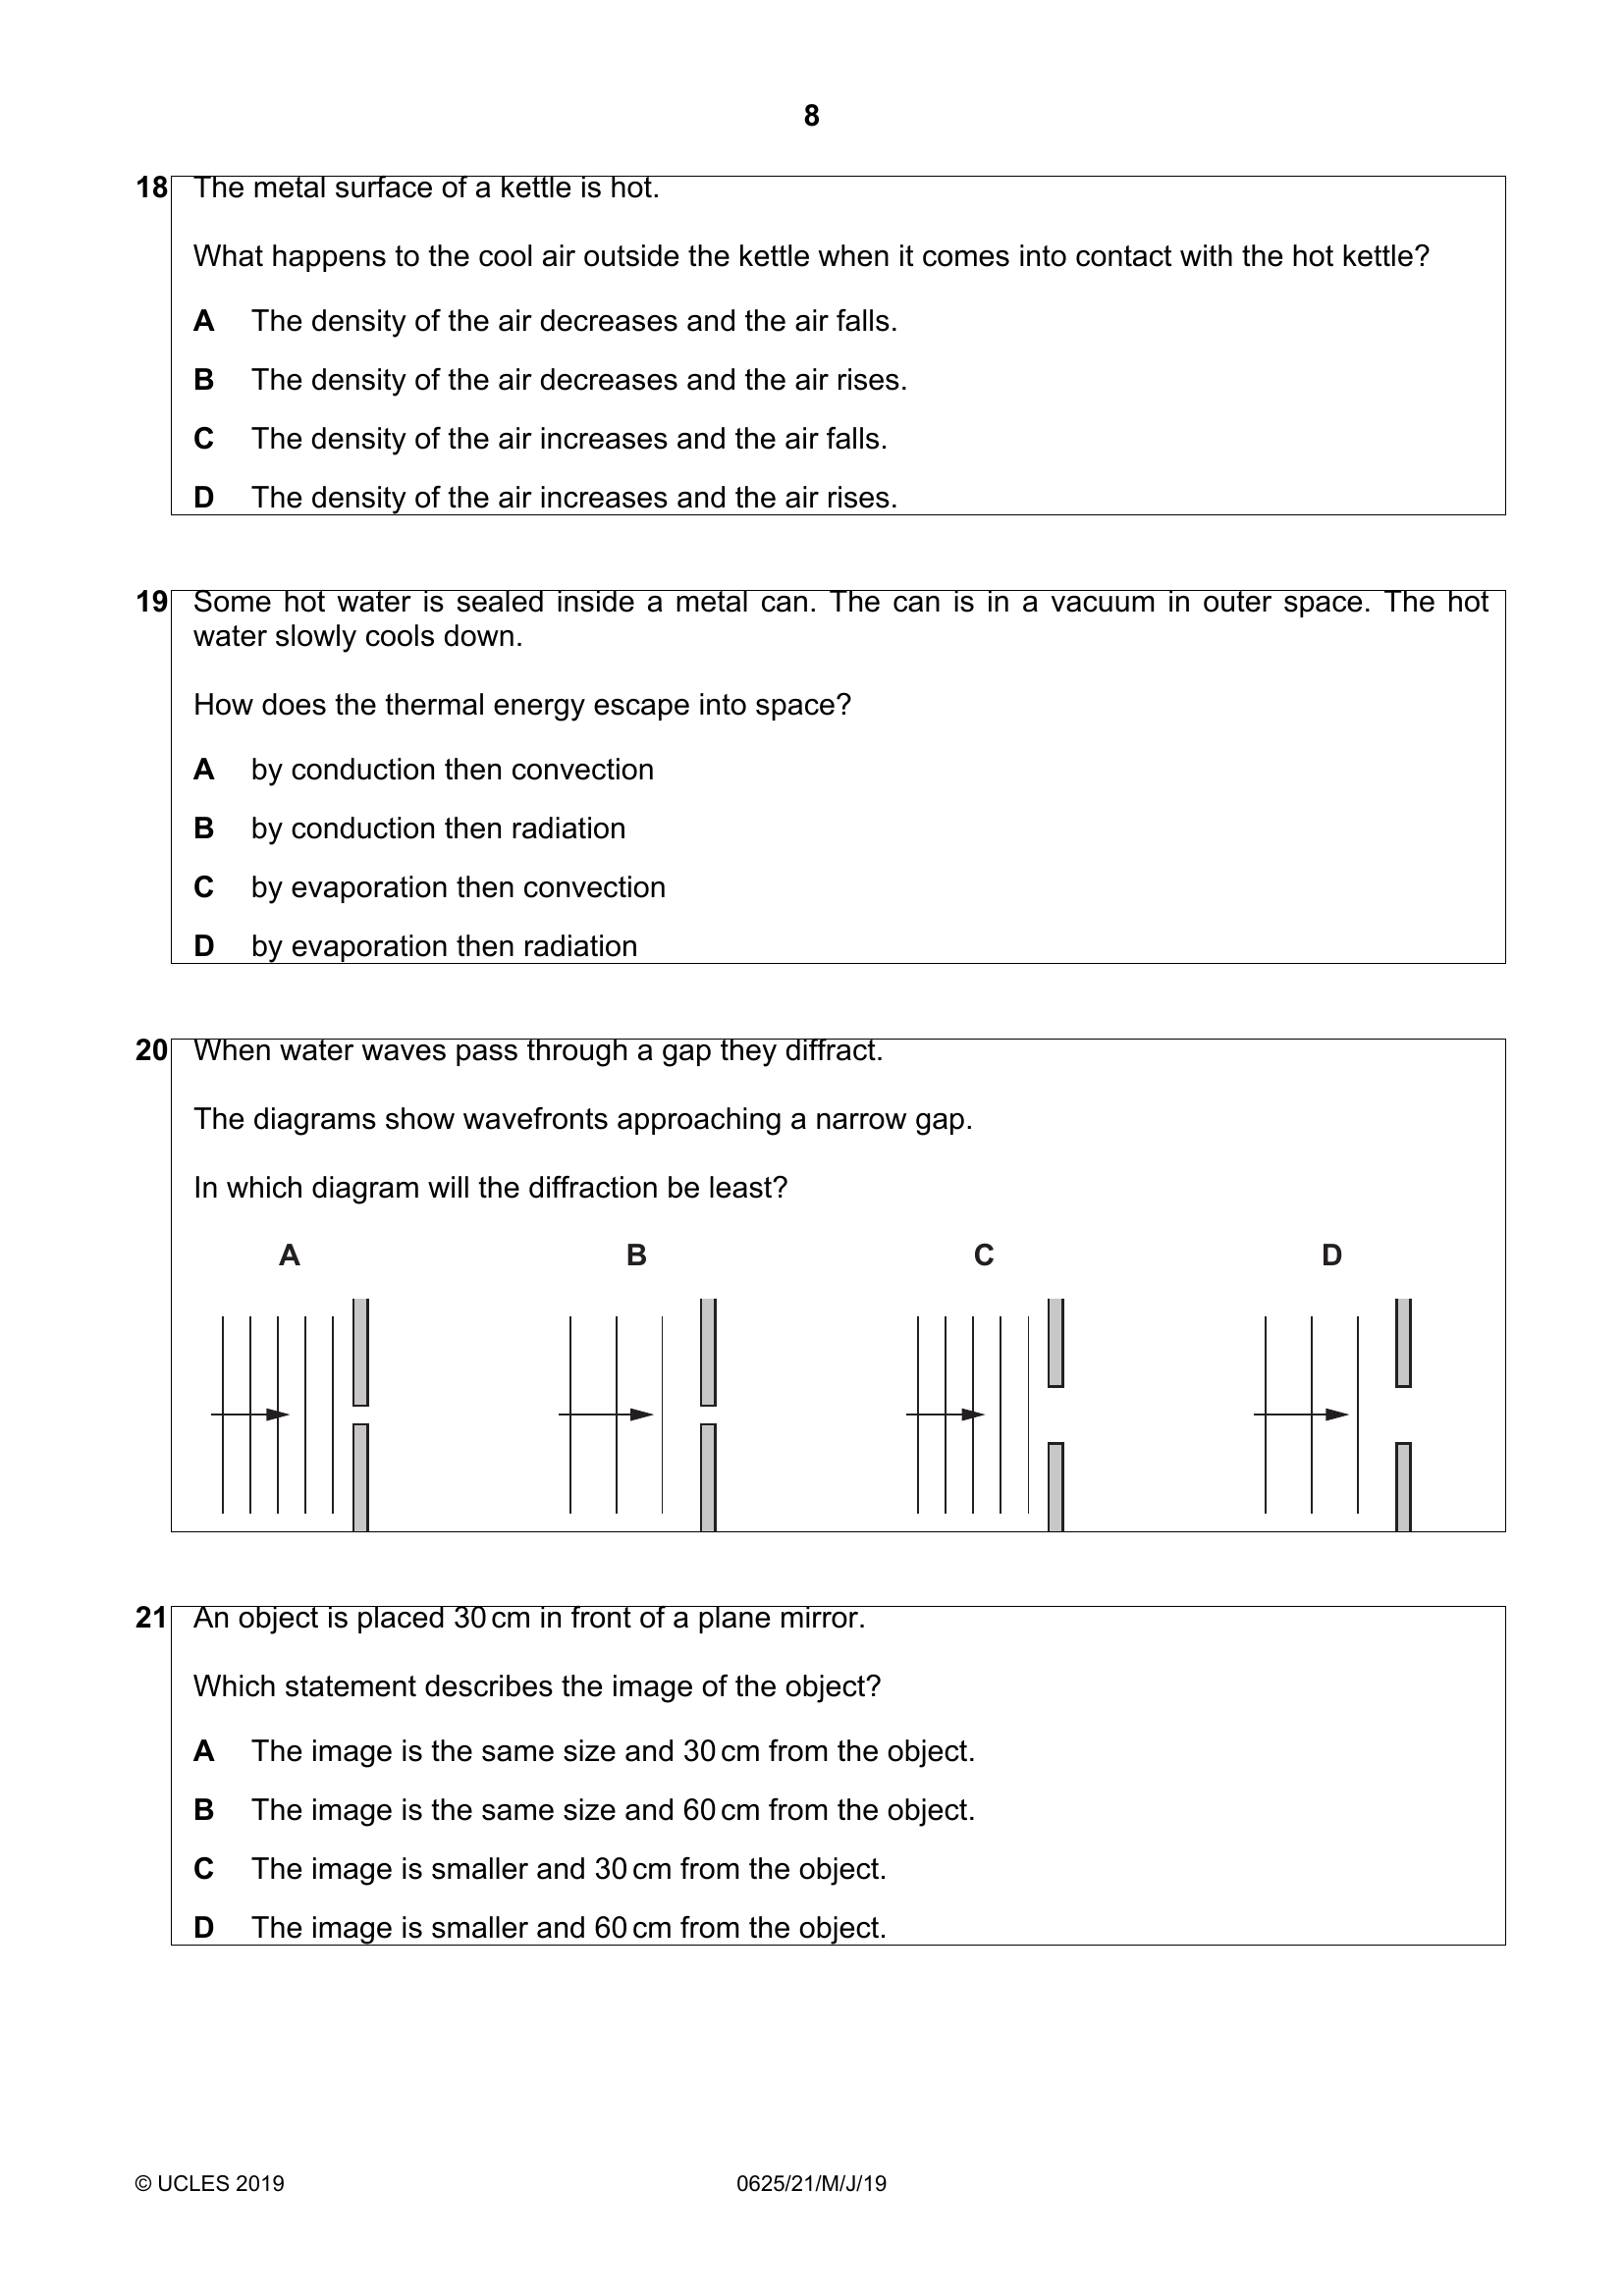 8
18 The metal surface of a kettle is hot.
What happens to the cool air outside the kettle when it comes into contact with the hot kettle?
A The density of the air decreases and the air falls.
B The density of the air decreases and the air rises.
C The density of the air increases and the air falls.
D The density of the air increases and the air rises.
19 Some hot water is sealed inside a metal can. The can is in a vacuum in outer space. The hot
water slowly cools down.
How does the thermal energy escape into space?
A by conduction then convection
B by conduction then radiation
C by evaporation then convection
D by evaporation then radiation
20 When water waves pass through a gap they diffract.
The diagrams show wavefronts approaching a narrow gap.
In which diagram will the diffraction be least?
A B C D
21 An object is placed 30 cm in front of a plane mirror.
Which statement describes the image of the object?
A The image is the same size and 30 cm from the object.
B The image is the same size and 60 cm from the object.
C The image is smaller and 30 cm from the object.
D The image is smaller and 60 cm from the object.
© UCLES 2019 0625/21/M/J/19